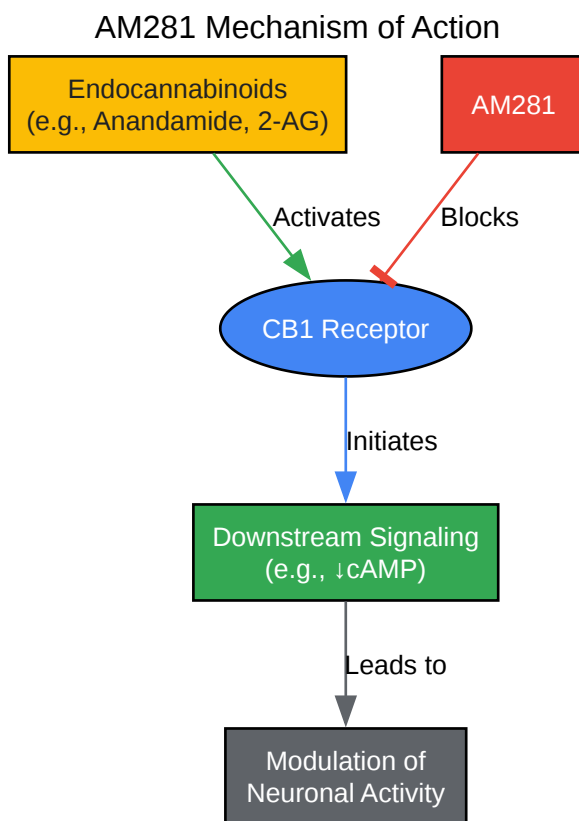 AM281 Mechanism of Action
Endocannabinoids
(e.g., Anandamide, 2-AG)
AM281
Activates
Blocks
CB1 Receptor
Initiates
Downstream Signaling
(e.g., ↓cAMP)
Leads to
Modulation of
Neuronal Activity